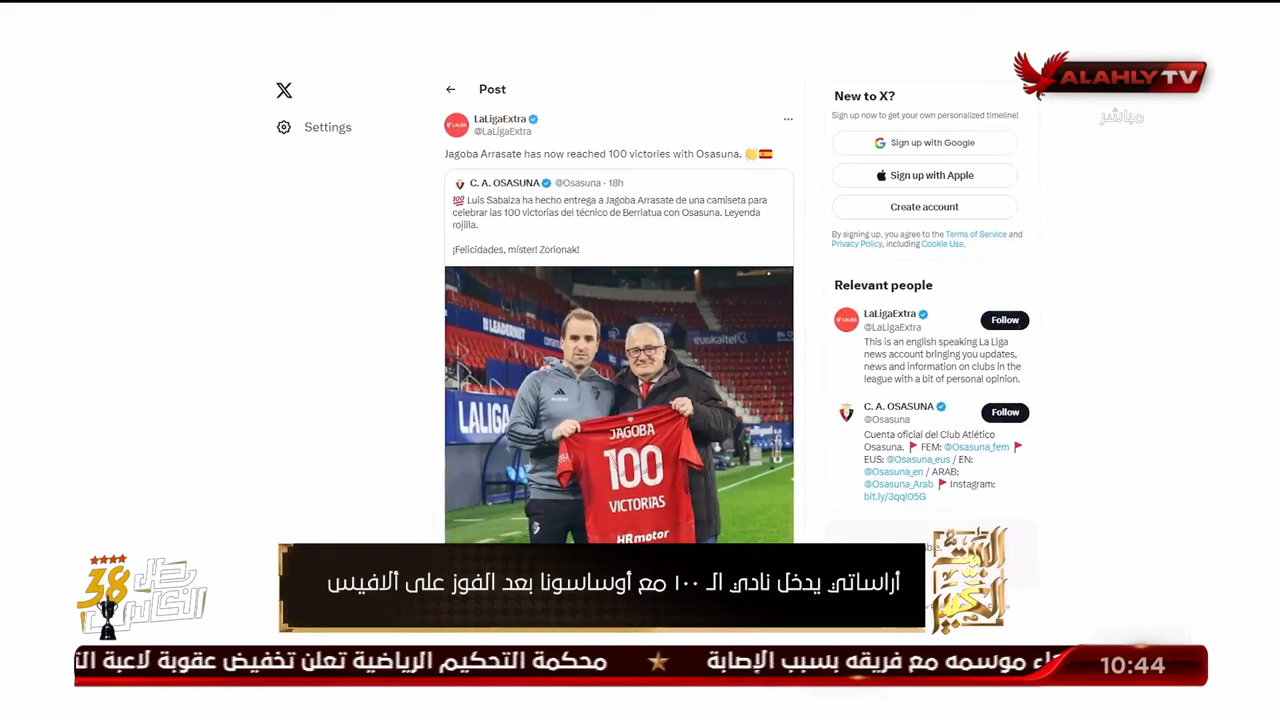 ALAHLY TV
مباشر
Settings
Post
LaLigaExtra
@LaLigaExtra
Jagoba Arrasate has now reached 100 victories with Osasuna. 👏🇪🇸
C. A. OSASUNA @Osasuna · 18h
💯 Luis Sabalza ha hecho entrega a Jagoba Arrasate de una camiseta para
celebrar las 100 victorias del técnico de Berriatua con Osasuna. Leyenda
rojilla.
¡Felicidades, míster! Zorionak!
LEADERNET
euskaltel
LALIGA
JAGOBA
100
VICTORIAS
HRmotor
New to X?
Sign up now to get your own personalized timeline!
Sign up with Google
Sign up with Apple
Create account
By signing up, you agree to the Terms of Service and
Privacy Policy, including Cookie Use.
Relevant people
LaLigaExtra
@LaLigaExtra
Follow
This is an english speaking La Liga
news account bringing you updates,
news and information on clubs in the
league with a bit of personal opinion.
C. A. OSASUNA
@Osasuna
Follow
Cuenta oficial del Club Atlético
Osasuna. 🚩 FEM: @Osasuna_fem 🚩
EUS: @Osasuna_eus / EN:
@Osasuna_en / ARAB:
@Osasuna_Arab 🚩 Instagram:
bit.ly/3qql05G
البيت الكبير
أراساتي يدخل نادي الـ ١٠٠ مع أوساسونا بعد الفوز على ألافيس
بطل الكاس 38
موسمه مع فريقه بسبب الإصابة ★ محكمة التحكيم الرياضية تعلن تخفيض عقوبة لاعبة
10:44